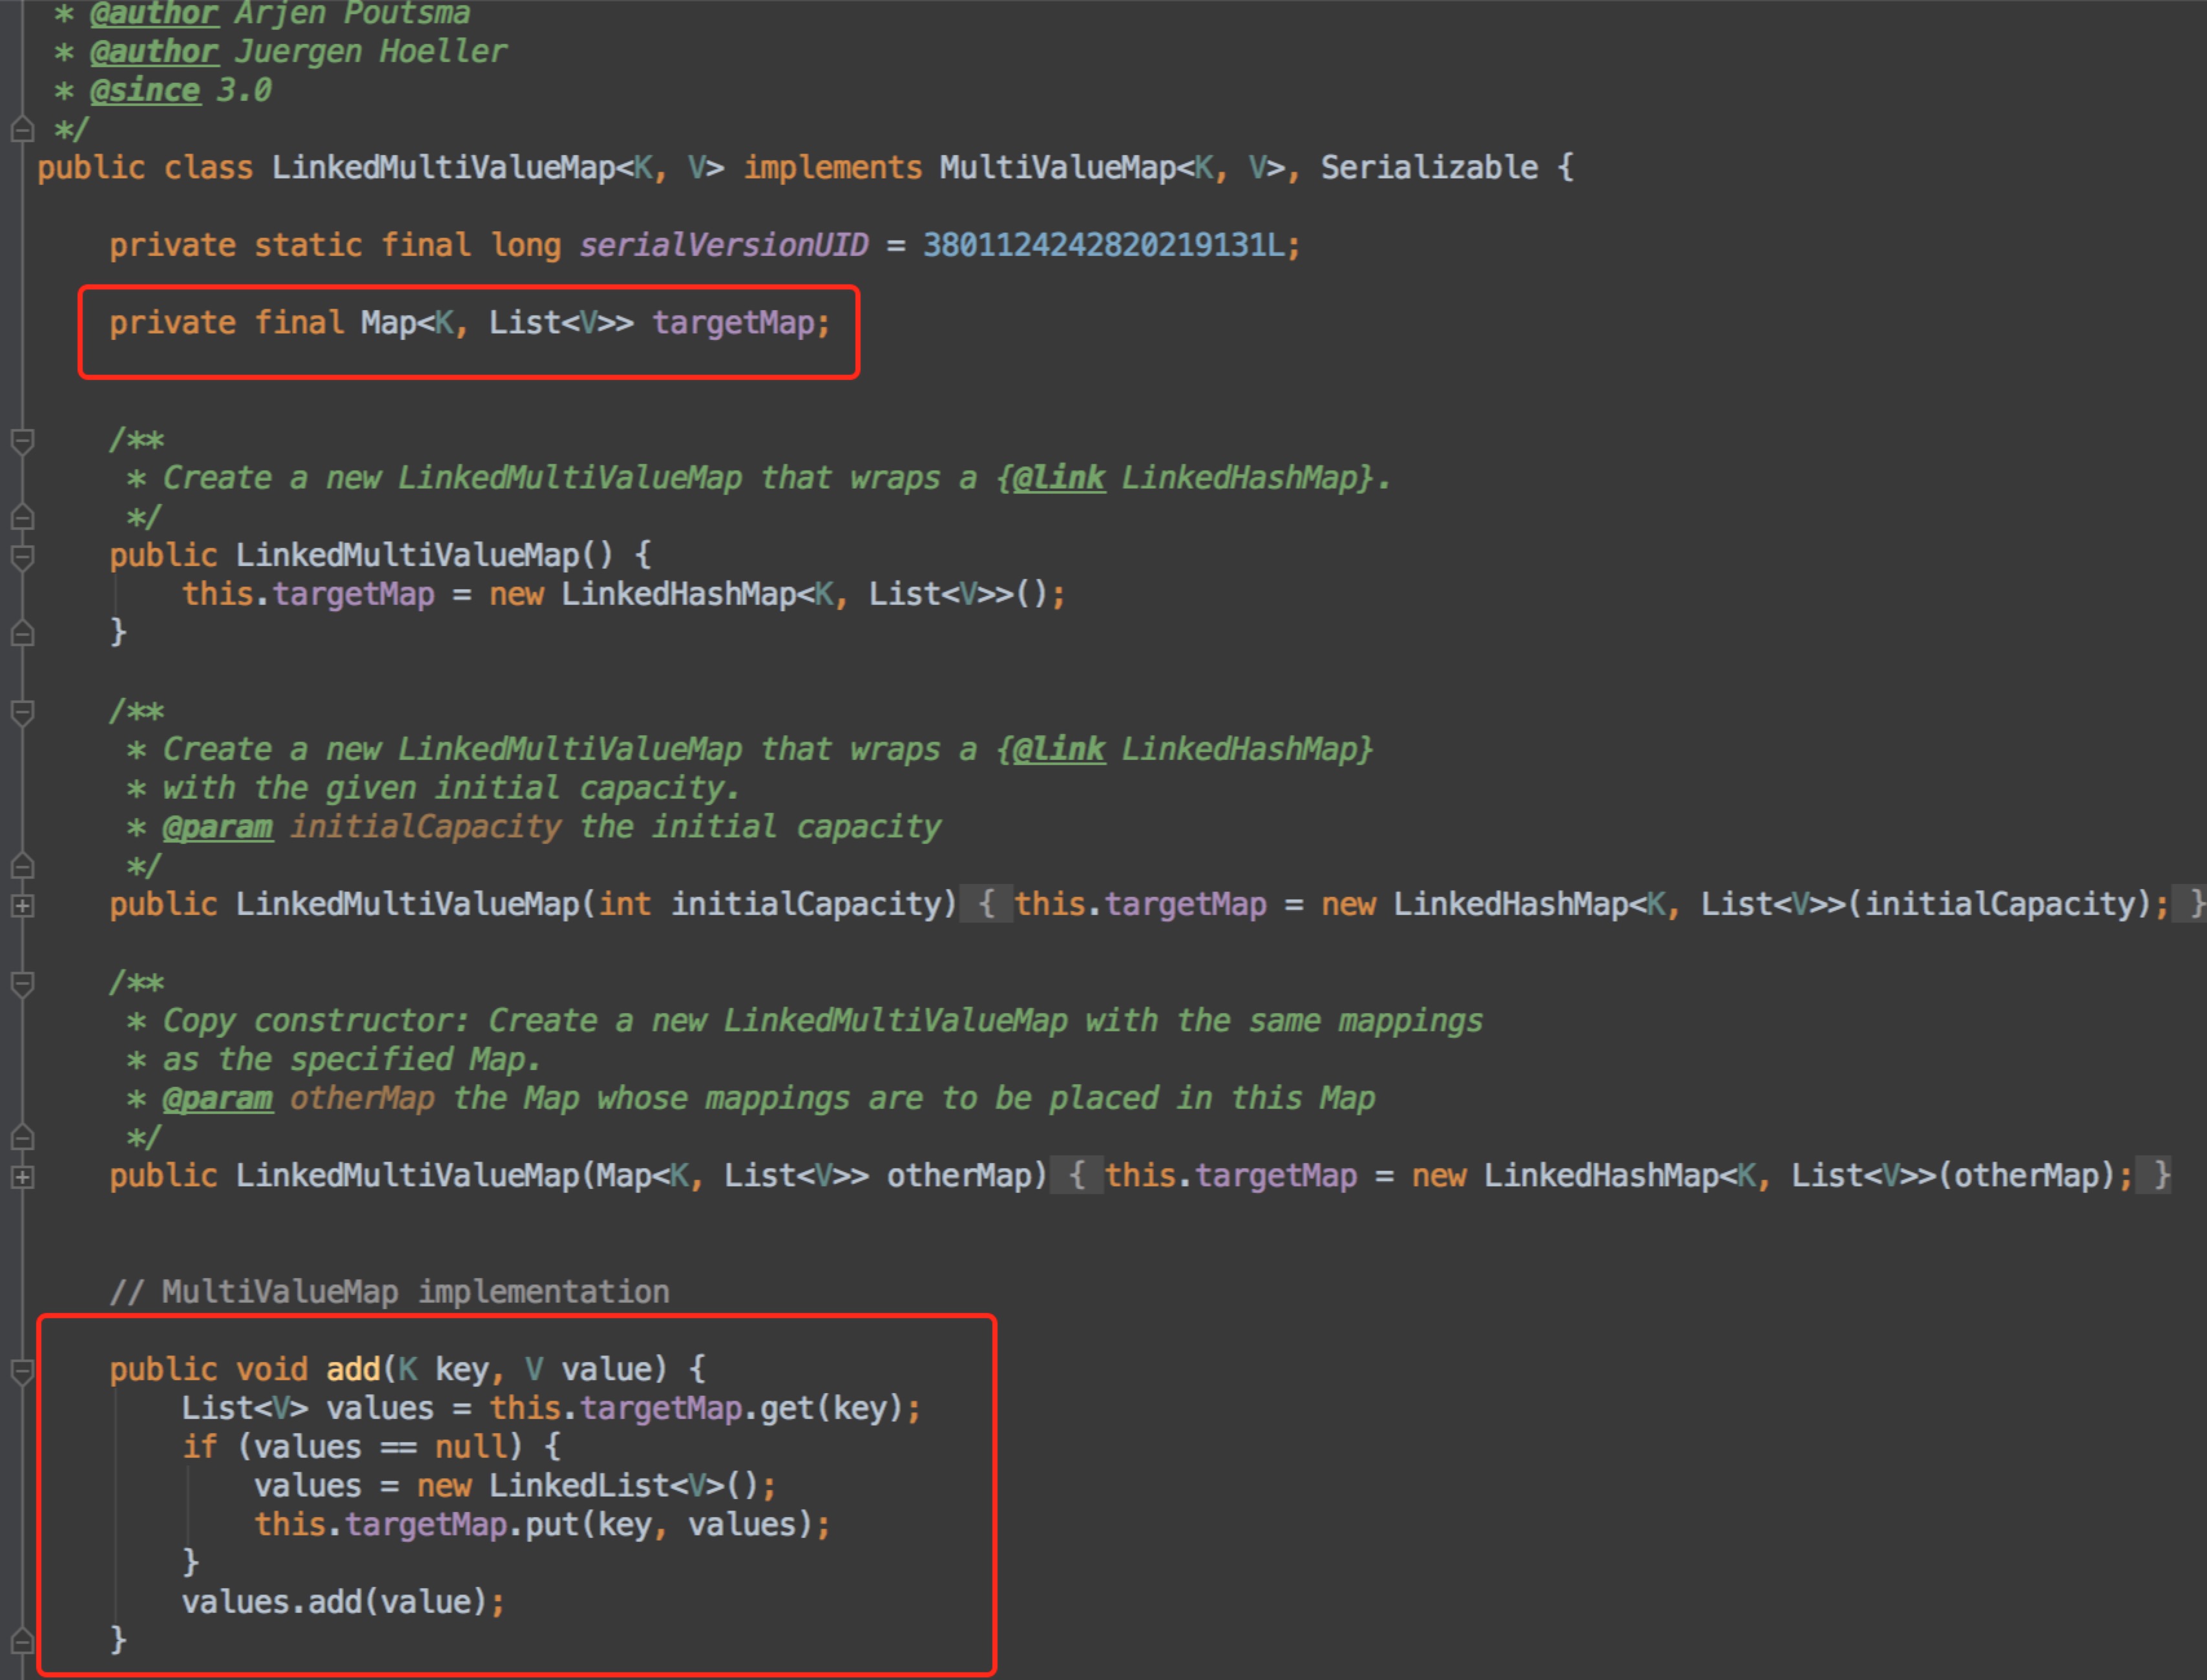 * @author Arjen Poutsma
* @author Juergen Hoeller
* @since 3.0
*/
public class LinkedMultiValueMap<K, V> implements MultiValueMap<K, V>, Serializable {
private static final long serialVersionUID = 3801124242820219131L;
private final Map<K, List<V>> targetMap;
/**
* Create a new LinkedMultiValueMap that wraps a {@link LinkedHashMap}.
*/
public LinkedMultiValueMap() {
this.targetMap = new LinkedHashMap<K, List<V>>();
}
/**
* Create a new LinkedMultiValueMap that wraps a {@link LinkedHashMap}
* with the given initial capacity.
* @param initialCapacity the initial capacity
*/
public LinkedMultiValueMap(int initialCapacity) { this.targetMap = new LinkedHashMap<K, List<V>>(initialCapacity); }
/**
* Copy constructor: Create a new LinkedMultiValueMap with the same mappings
* as the specified Map.
* @param otherMap the Map whose mappings are to be placed in this Map
*/
public LinkedMultiValueMap(Map<K, List<V>> otherMap) { this.targetMap = new LinkedHashMap<K, List<V>>(otherMap); }
// MultiValueMap implementation
public void add(K key, V value) {
List<V> values = this.targetMap.get(key);
if (values == null) {
values = new LinkedList<V>();
this.targetMap.put(key, values);
}
values.add(value);
}